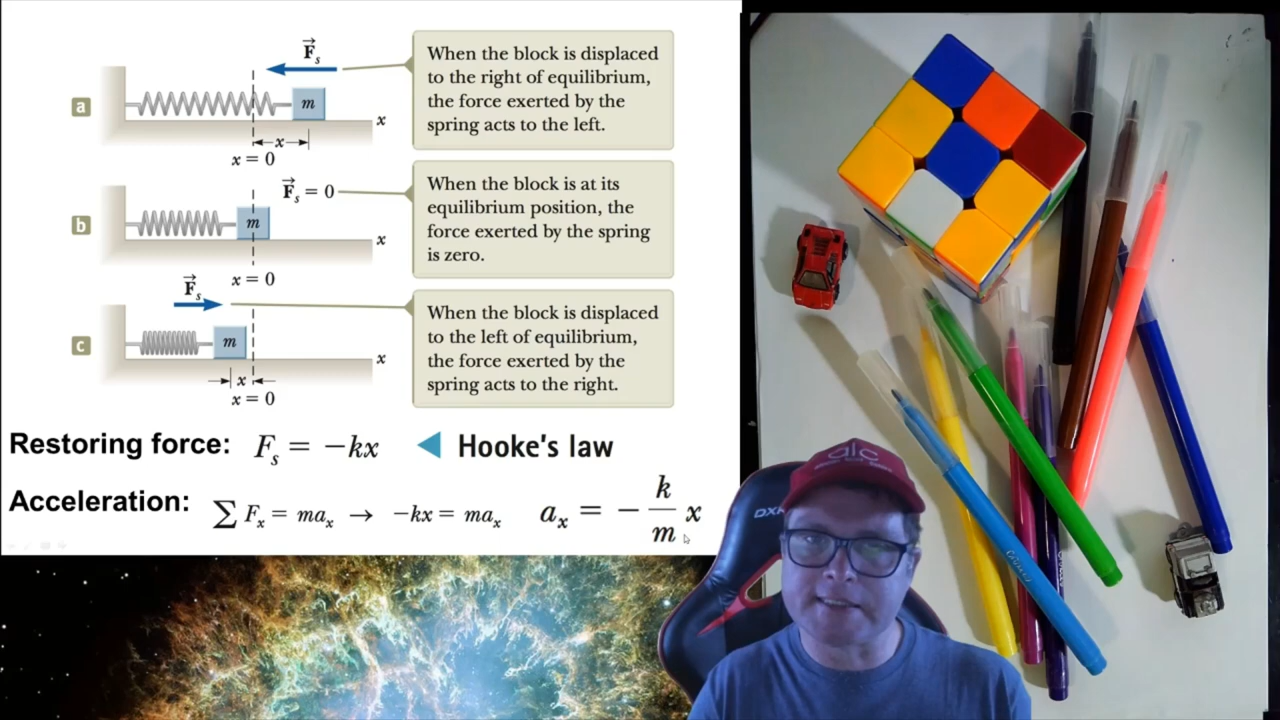 a
F⃗s
m
x
x
x = 0
When the block is displaced
to the right of equilibrium,
the force exerted by the
spring acts to the left.
b
F⃗s = 0
m
x
x = 0
When the block is at its
equilibrium position, the
force exerted by the spring
is zero.
c
F⃗s
m
x
x
x = 0
When the block is displaced
to the left of equilibrium,
the force exerted by the
spring acts to the right.
Restoring force: Fs = −kx ◀ Hooke's law
Acceleration: ∑ Fx = max → −kx = max ax = − k/m x
alc